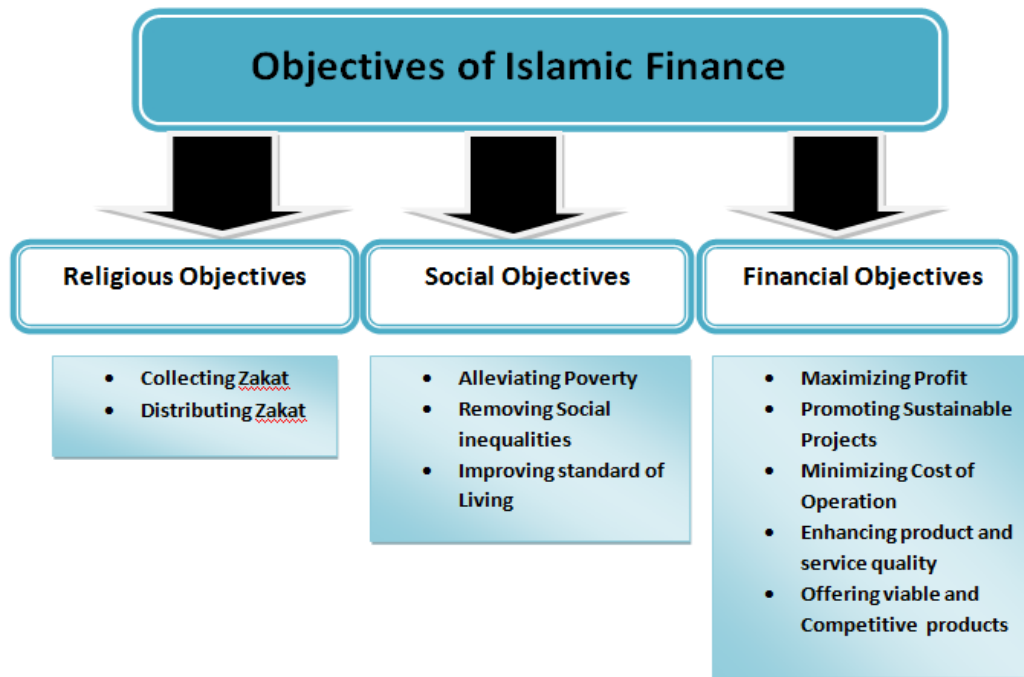 Objectives of Islamic Finance
Religious Objectives
• Collecting Zakat
• Distributing Zakat
Social Objectives
• Alleviating Poverty
• Removing Social
inequalities
• Improving standard of
Living
Financial Objectives
• Maximizing Profit
• Promoting Sustainable
Projects
• Minimizing Cost of
Operation
• Enhancing product and
service quality
• Offering viable and
Competitive products